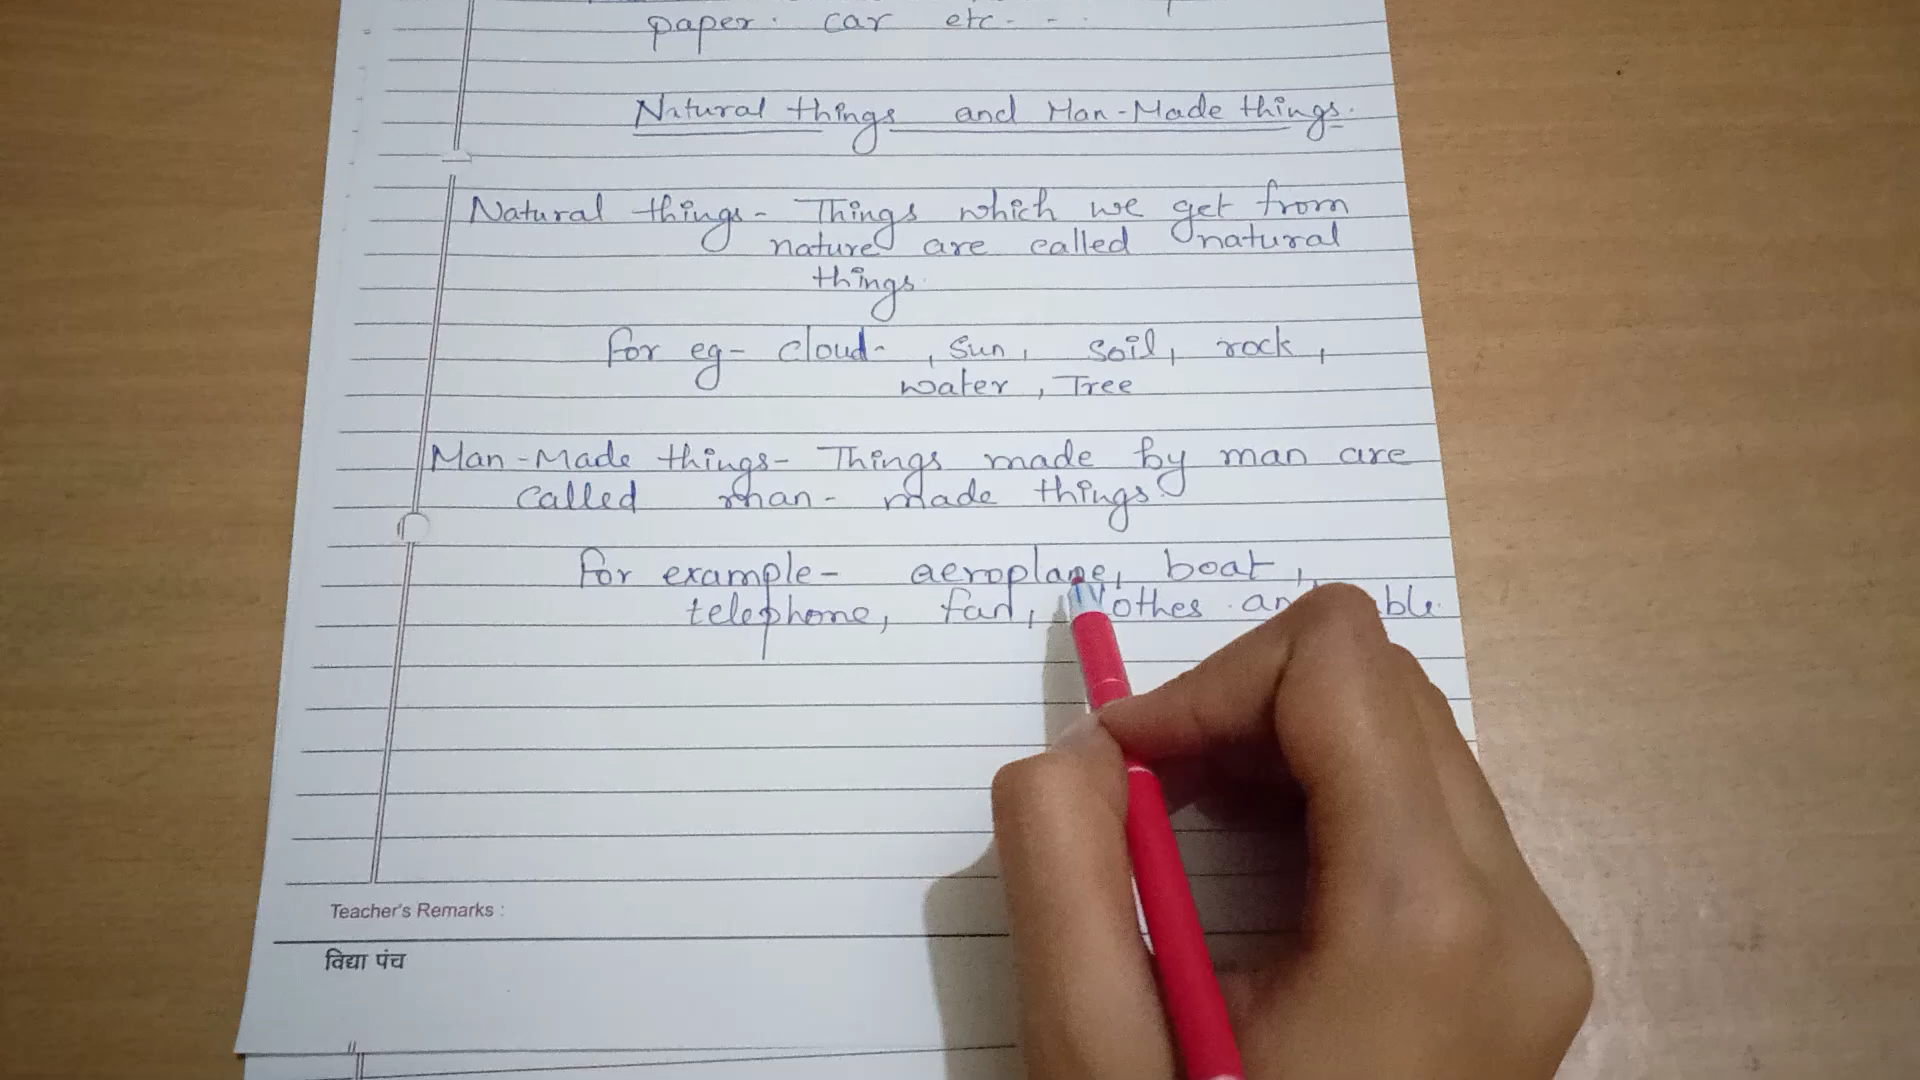 paper. car etc- - .
Natural things and Man-Made things.
Natural things - Things which we get from
nature are called natural
things.
For eg- cloud- , sun, soil, rock,
water, Tree
Man-Made things- Things made by man are
called man- made things.
For example- aeroplane, boat,
telephone, fan,
Teacher's Remarks :
विद्या पंच